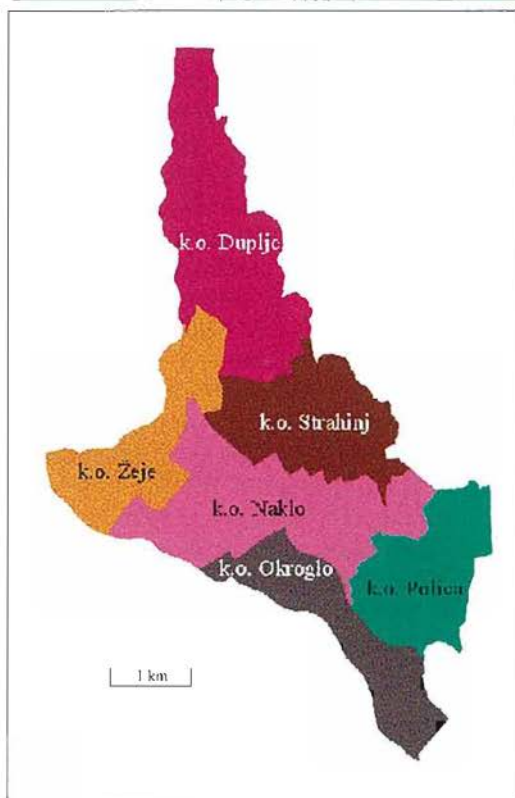 k.o. Duplje
k.o. Strahinj
k.o. Žeje
k.o. Naklo
k.o. Okroglo
k.o. Polica
1 km